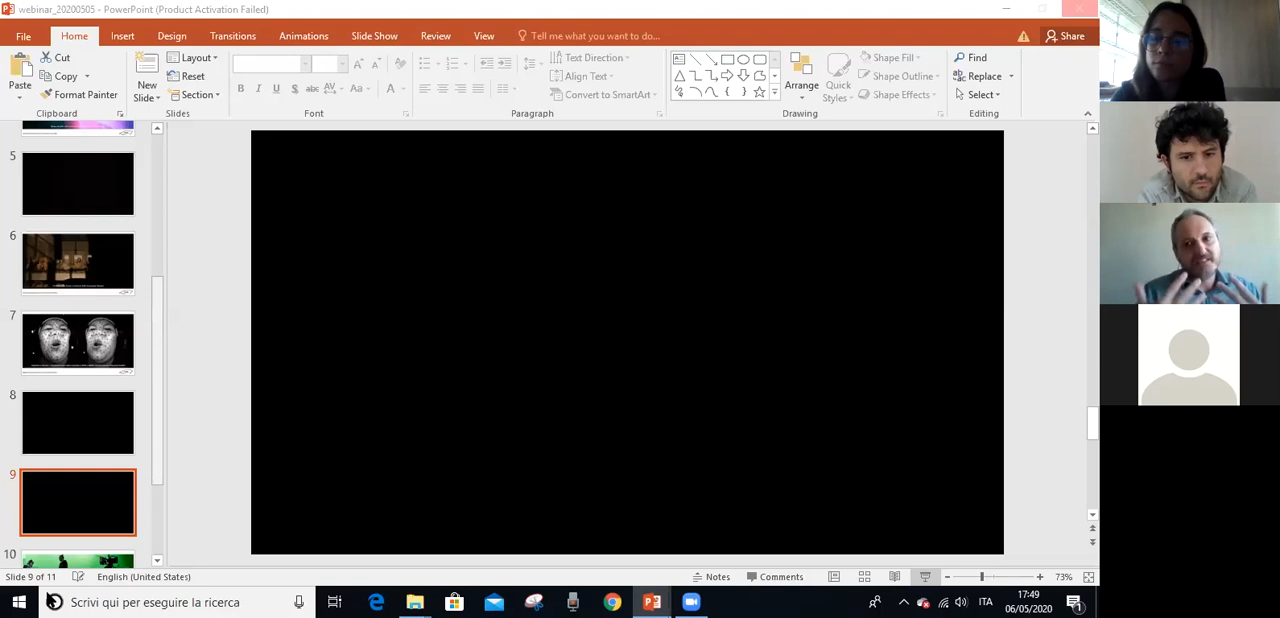 webinar_20200505 - PowerPoint (Product Activation Failed)
File Home Insert Design Transitions Animations Slide Show Review View Tell me what you want to do... Share
Paste
Cut
Copy
Format Painter
Clipboard
New
Slide
Layout
Reset
Section
Slides
B I U S abc AV Aa A
Font
Paragraph
Text Direction
Align Text
Convert to SmartArt
Arrange
Quick
Styles
Shape Fill
Shape Outline
Shape Effects
Drawing
Find
Replace
Select
Editing
5
6
7
8
9
10
Slide 9 of 11 English (United States) Notes Comments 73%
Scrivi qui per eseguire la ricerca
ITA
17:49
06/05/2020
1